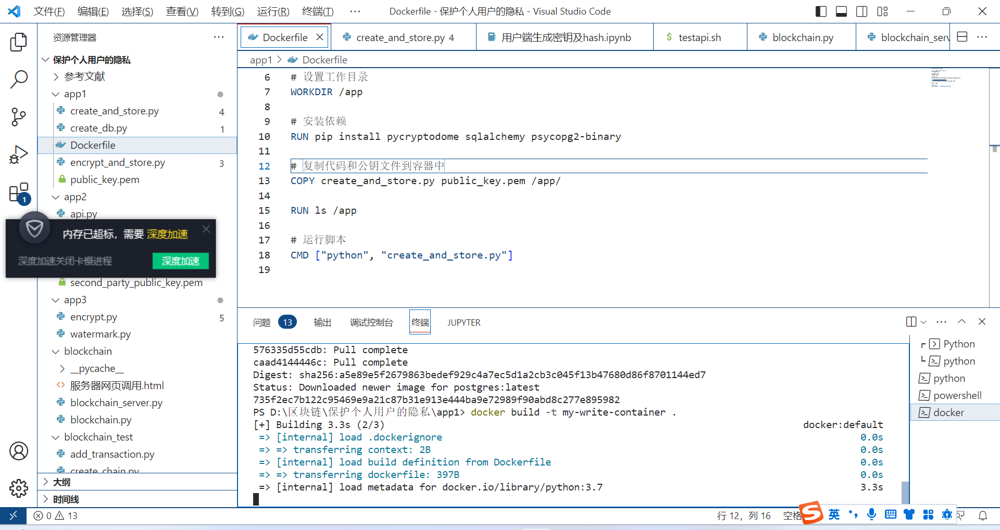 文件(F) 编辑(E) 选择(S) 查看(V) 转到(G) 运行(R) 终端(T) ··· Dockerfile - 保护个人用户的隐私 - Visual Studio Code
资源管理器 ···
Dockerfile create_and_store.py 4 用户端生成密钥及hash.ipynb $ testapi.sh blockchain.py blockchain_serv ···
app1 > Dockerfile
保护个人用户的隐私
参考文献
app1
create_and_store.py 4
create_db.py 1
Dockerfile
encrypt_and_store.py 3
public_key.pem
app2
api.py
1
内存已超标，需要 深度加速
深度加速关闭卡慢进程 深度加速
second_party_public_key.pem
app3
encrypt.py 5
watermark.py
blockchain
__pycache__
服务器网页调用.html
blockchain_server.py
blockchain.py
blockchain_test
add_transaction.py
create_chain.py
大纲
时间线
6 # 设置工作目录
7 WORKDIR /app
8
9 # 安装依赖
10 RUN pip install pycryptodome sqlalchemy psycopg2-binary
11
12 # 复制代码和公钥文件到容器中
13 COPY create_and_store.py public_key.pem /app/
14
15 RUN ls /app
16
17 # 运行脚本
18 CMD ["python", "create_and_store.py"]
19
问题 13 输出 调试控制台 终端 JUPYTER
576335d55cdb: Pull complete
caad4144446c: Pull complete
Digest: sha256:a5e89e5f2679863bedef929c4a7ec5d1a2cb3c045f13b47680d86f8701144ed7
Status: Downloaded newer image for postgres:latest
735f2ec7b122c95469e9a21c87b31e913e444ba9e72989f90abd8c277e895982
PS D:\区块链\保护个人用户的隐私\app1> docker build -t my-write-container .
[+] Building 3.3s (2/3) docker:default
=> [internal] load .dockerignore 0.0s
=> => transferring context: 2B 0.0s
=> [internal] load build definition from Dockerfile 0.0s
=> => transferring dockerfile: 397B 0.0s
=> [internal] load metadata for docker.io/library/python:3.7 3.3s
Python
python
python
powershell
docker
0 13
行 12，列 16 空格
S 英